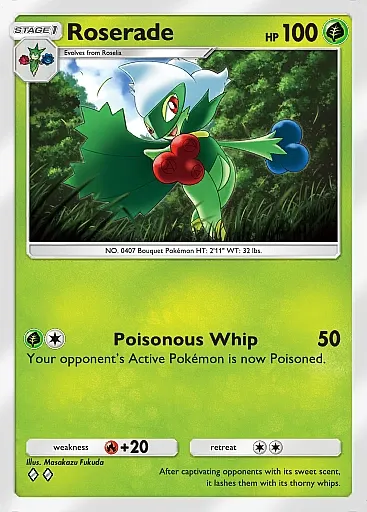 STAGE 1
Roserade
HP 100
Evolves from Roselia
NO. 0407 Bouquet Pokémon HT: 2'11" WT: 32 lbs.
Poisonous Whip 50
Your opponent's Active Pokémon is now Poisoned.
weakness +20 retreat
Illus. Masakazu Fukuda
After captivating opponents with its sweet scent,
it lashes them with its thorny whips.